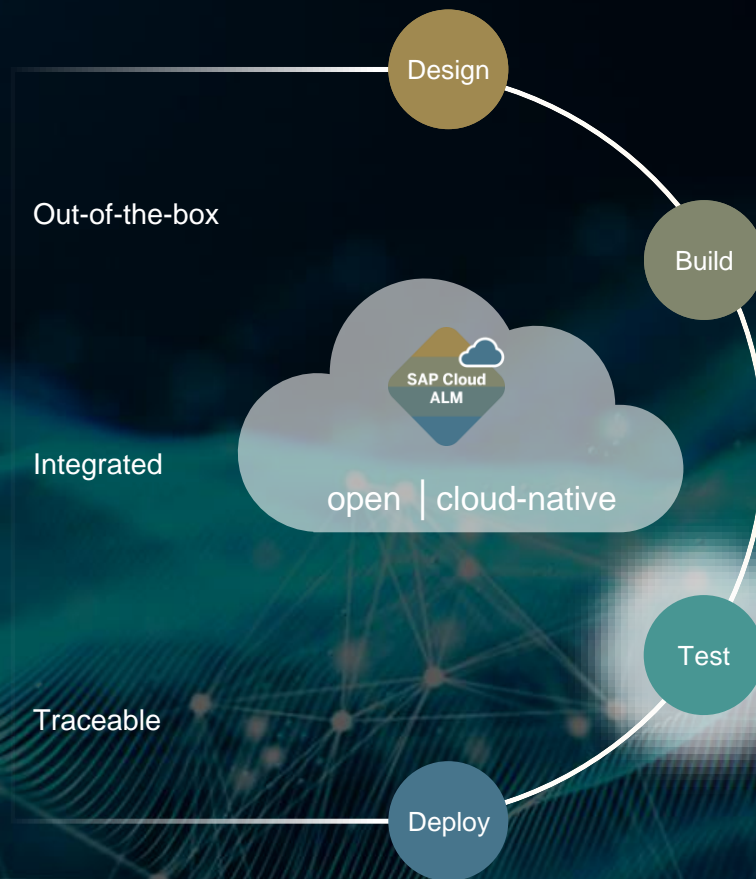 Design
Out-of-the-box
Build
SAP Cloud
ALM
Integrated
open | cloud-native
Test
Traceable
Deploy